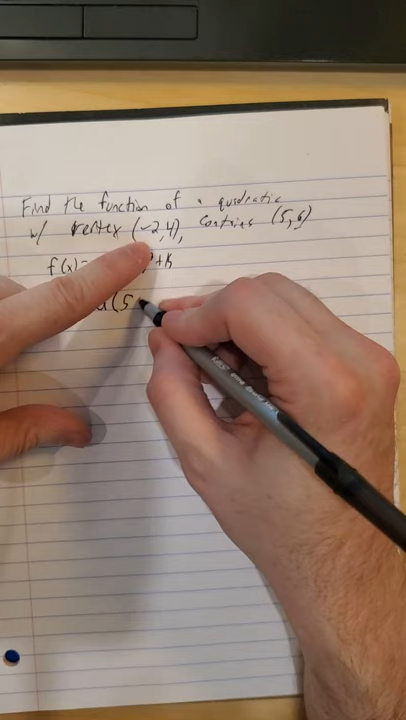 Find the function of a quadratic
w/ vertex (-2,4), contains (5,6)
f(x)= +k
a(5